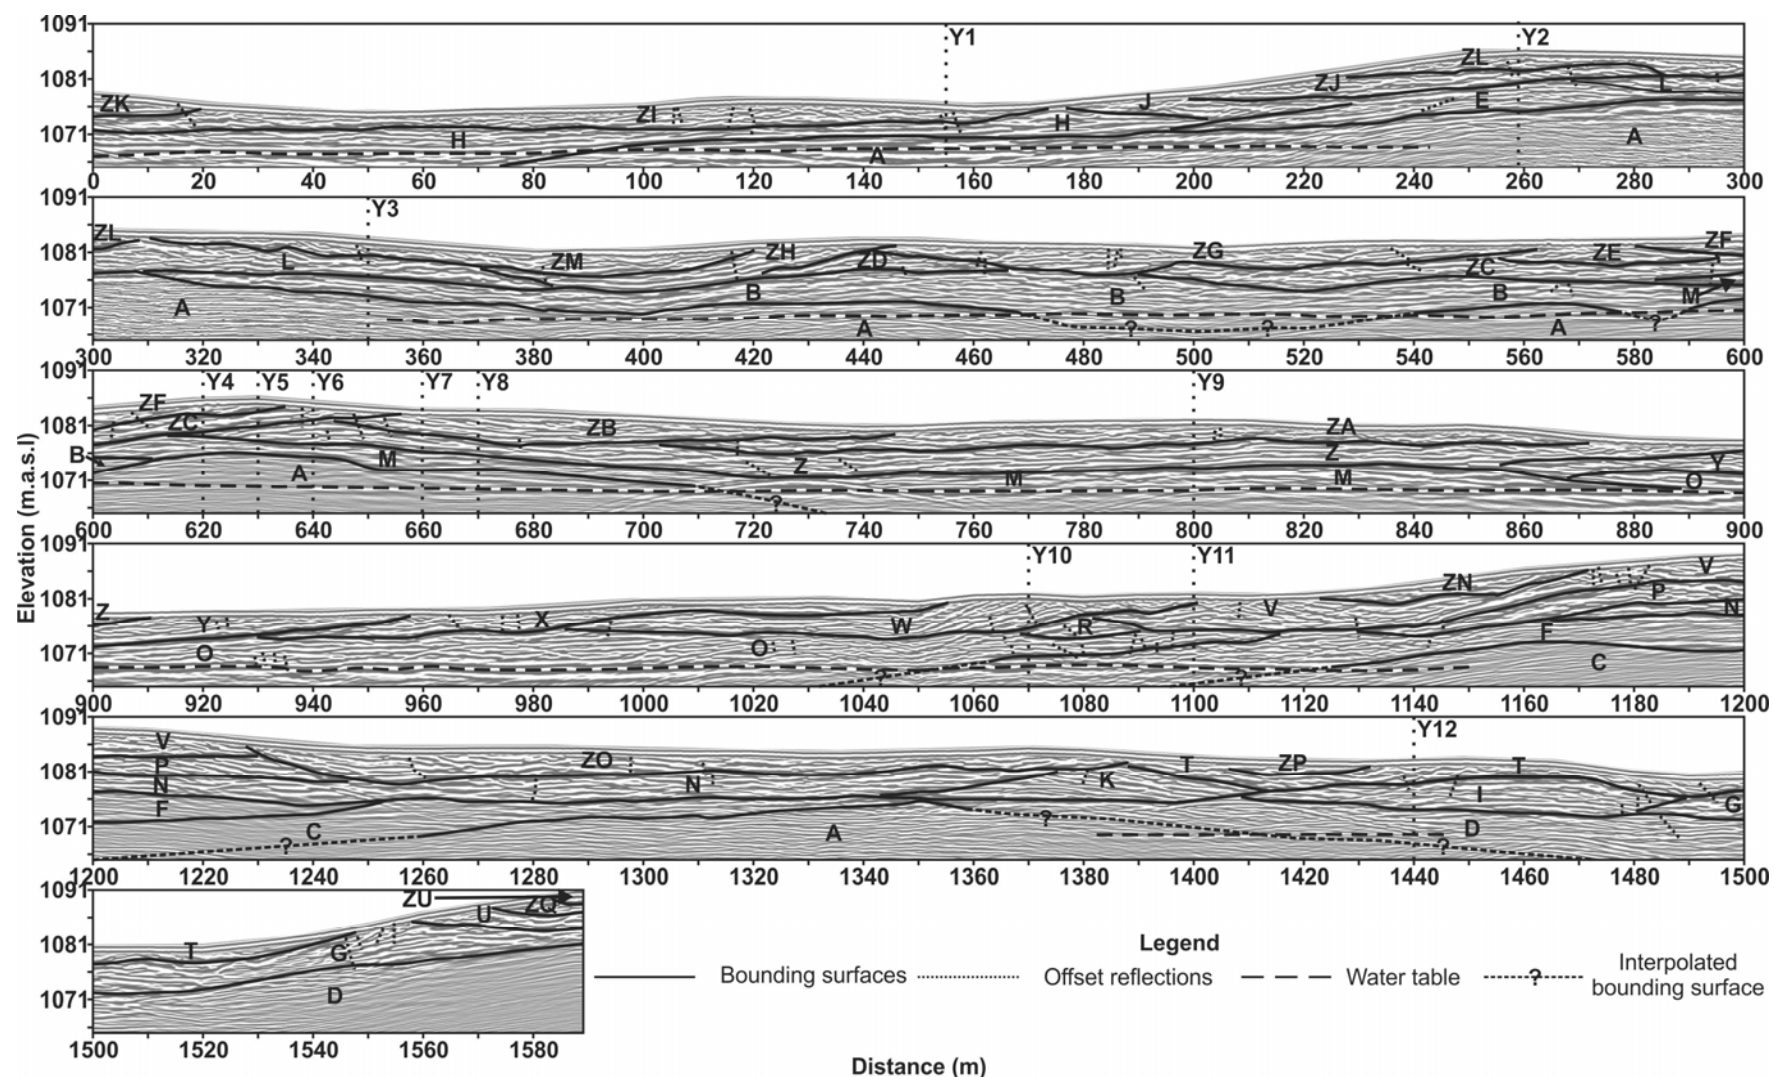 Elevation (m.a.s.l)
1091
1081
1071
Y1
Y2
ZK
ZI
H
A
J
H
ZJ
ZL
E
L
A
0 20 40 60 80 100 120 140 160 180 200 220 240 260 280 300
1091
1081
1071
Y3
ZL
L
A
ZM
ZH
ZD
B
A
B
ZG
ZC
B
ZE
ZF
M
A
?
?
?
300 320 340 360 380 400 420 440 460 480 500 520 540 560 580 600
1091
1081
1071
Y4 Y5 Y6 Y7 Y8 Y9
ZF
ZC
B
A
M
ZB
Z
?
M
ZA
Z
M
Y
O
600 620 640 660 680 700 720 740 760 780 800 820 840 860 880 900
1091
1081
1071
Y10 Y11
Z
Y
O
X
O
W
?
R
V
?
ZN
F
C
P
V
N
900 920 940 960 980 1000 1020 1040 1060 1080 1100 1120 1140 1160 1180 1200
1091
1081
1071
Y12
V
P
N
F
C
?
ZO
N
A
?
K
T
ZP
T
I
D
?
G
1200 1220 1240 1260 1280 1300 1320 1340 1360 1380 1400 1420 1440 1460 1480 1500
1091
1081
1071
ZU
ZQ
U
T
G
D
1500 1520 1540 1560 1580
Legend
Bounding surfaces
Offset reflections
Water table
?
Interpolated
bounding surface
Distance (m)